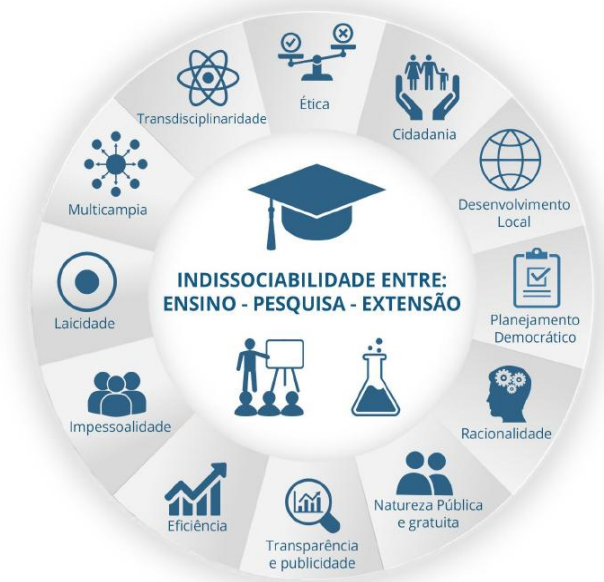 INDISSOCIABILIDADE ENTRE:
ENSINO - PESQUISA - EXTENSÃO
Ética
Cidadania
Desenvolvimento
Local
Planejamento
Democrático
Racionalidade
Natureza Pública
e gratuita
Transparência
e publicidade
Eficiência
Impessoalidade
Laicidade
Multicampia
Transdisciplinaridade